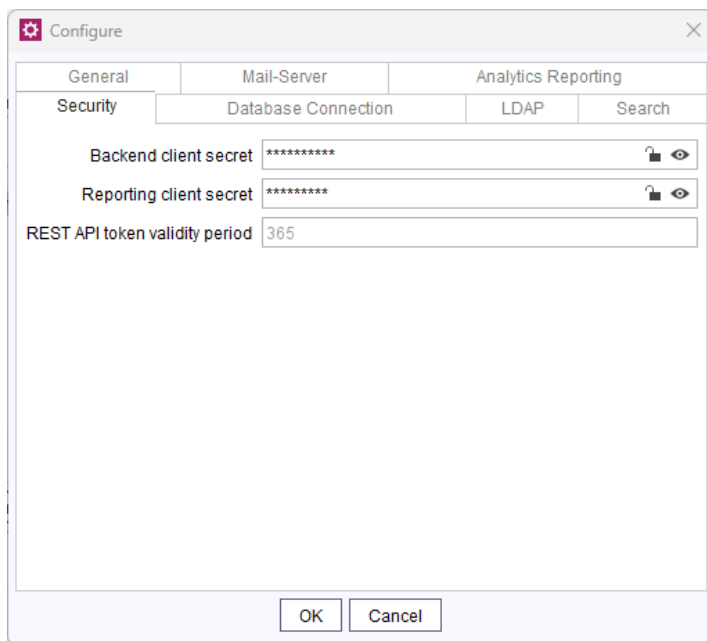 Configure
General Mail-Server Analytics Reporting
Security Database Connection LDAP Search
Backend client secret **********
Reporting client secret *********
REST API token validity period 365
OK Cancel